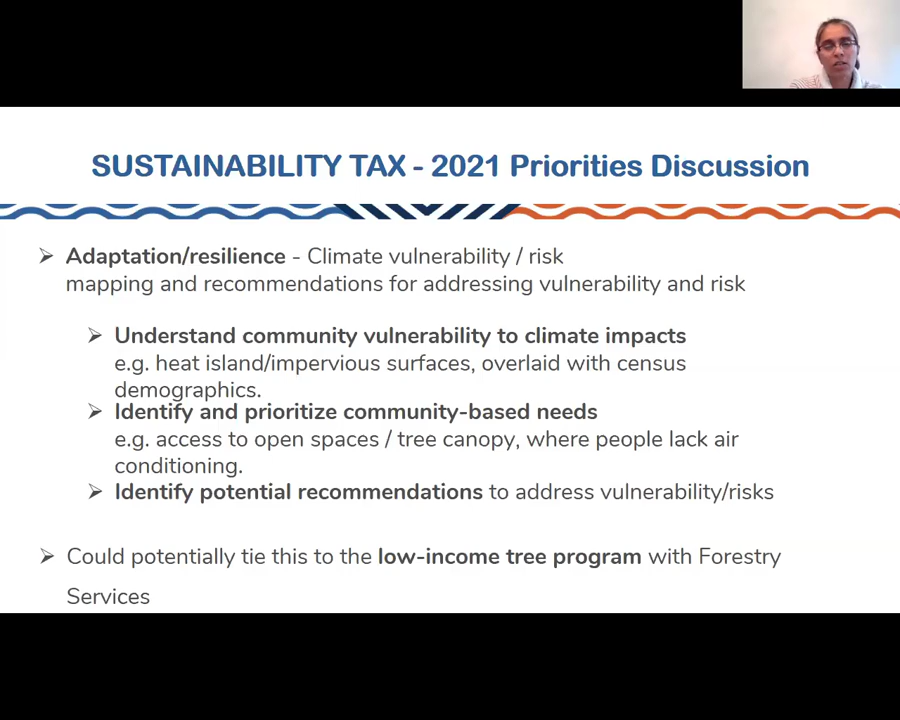 SUSTAINABILITY TAX - 2021 Priorities Discussion
➢ Adaptation/resilience - Climate vulnerability / risk
mapping and recommendations for addressing vulnerability and risk
➢ Understand community vulnerability to climate impacts
e.g. heat island/impervious surfaces, overlaid with census
demographics.
➢ Identify and prioritize community-based needs
e.g. access to open spaces / tree canopy, where people lack air
conditioning.
➢ Identify potential recommendations to address vulnerability/risks
➢ Could potentially tie this to the low-income tree program with Forestry
Services